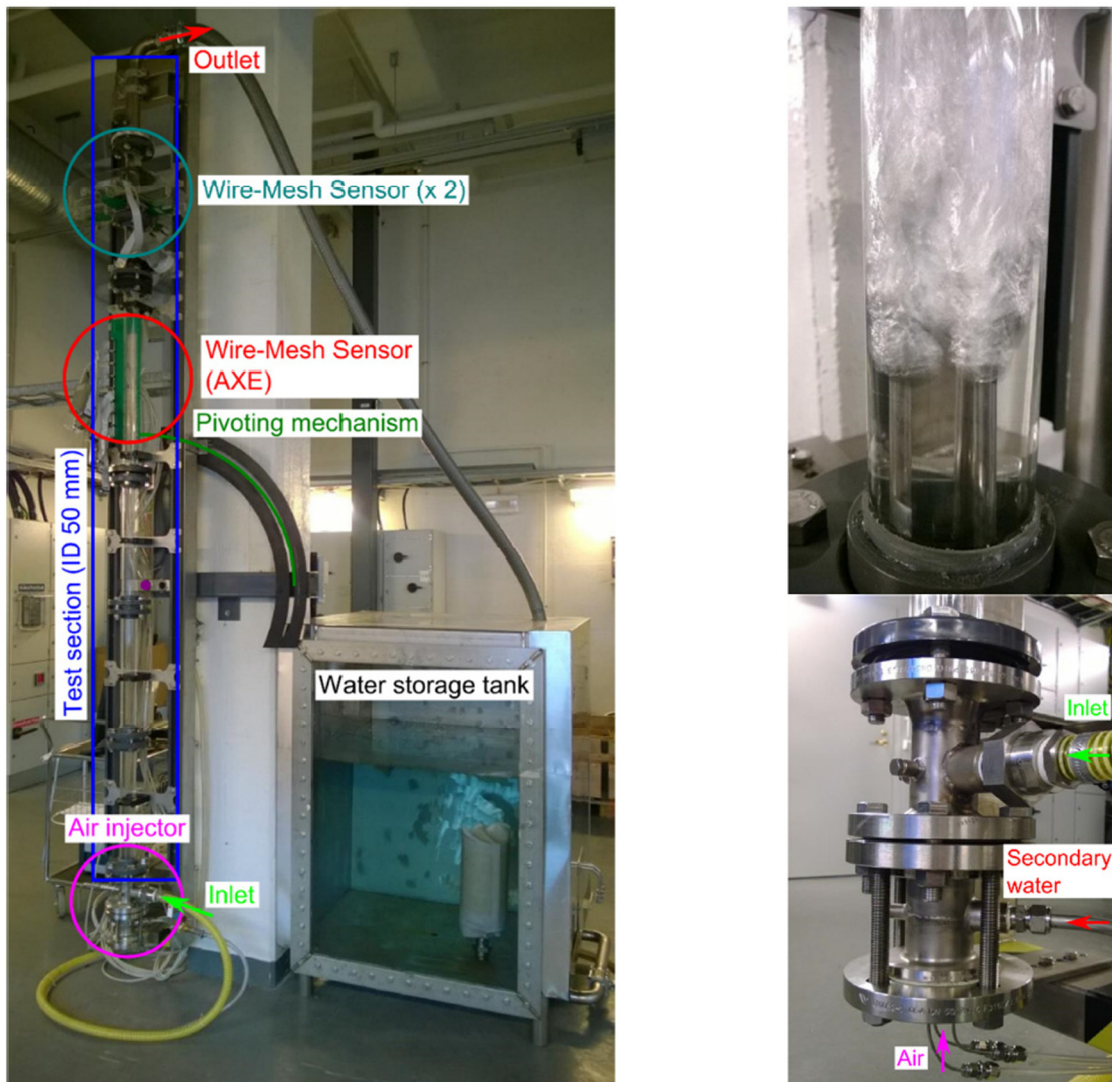 Outlet
Wire-Mesh Sensor (x 2)
Wire-Mesh Sensor
(AXE)
Pivoting mechanism
Test section (ID 50 mm)
Water storage tank
Air injector
Inlet
Inlet
Secondary
water
Air